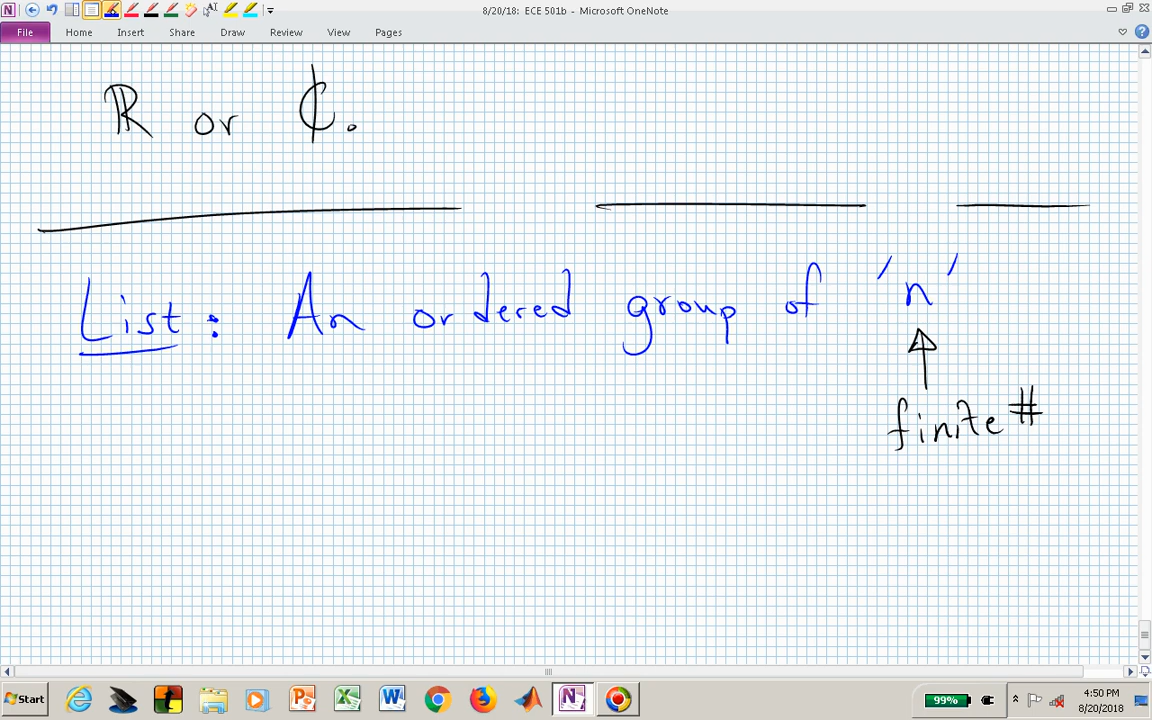 8/20/18: ECE 501b - Microsoft OneNote
File Home Insert Share Draw Review View Pages
ℝ or ℂ.
List: An ordered group of 'n'
finite #
Start
99%
4:50 PM
8/20/2018